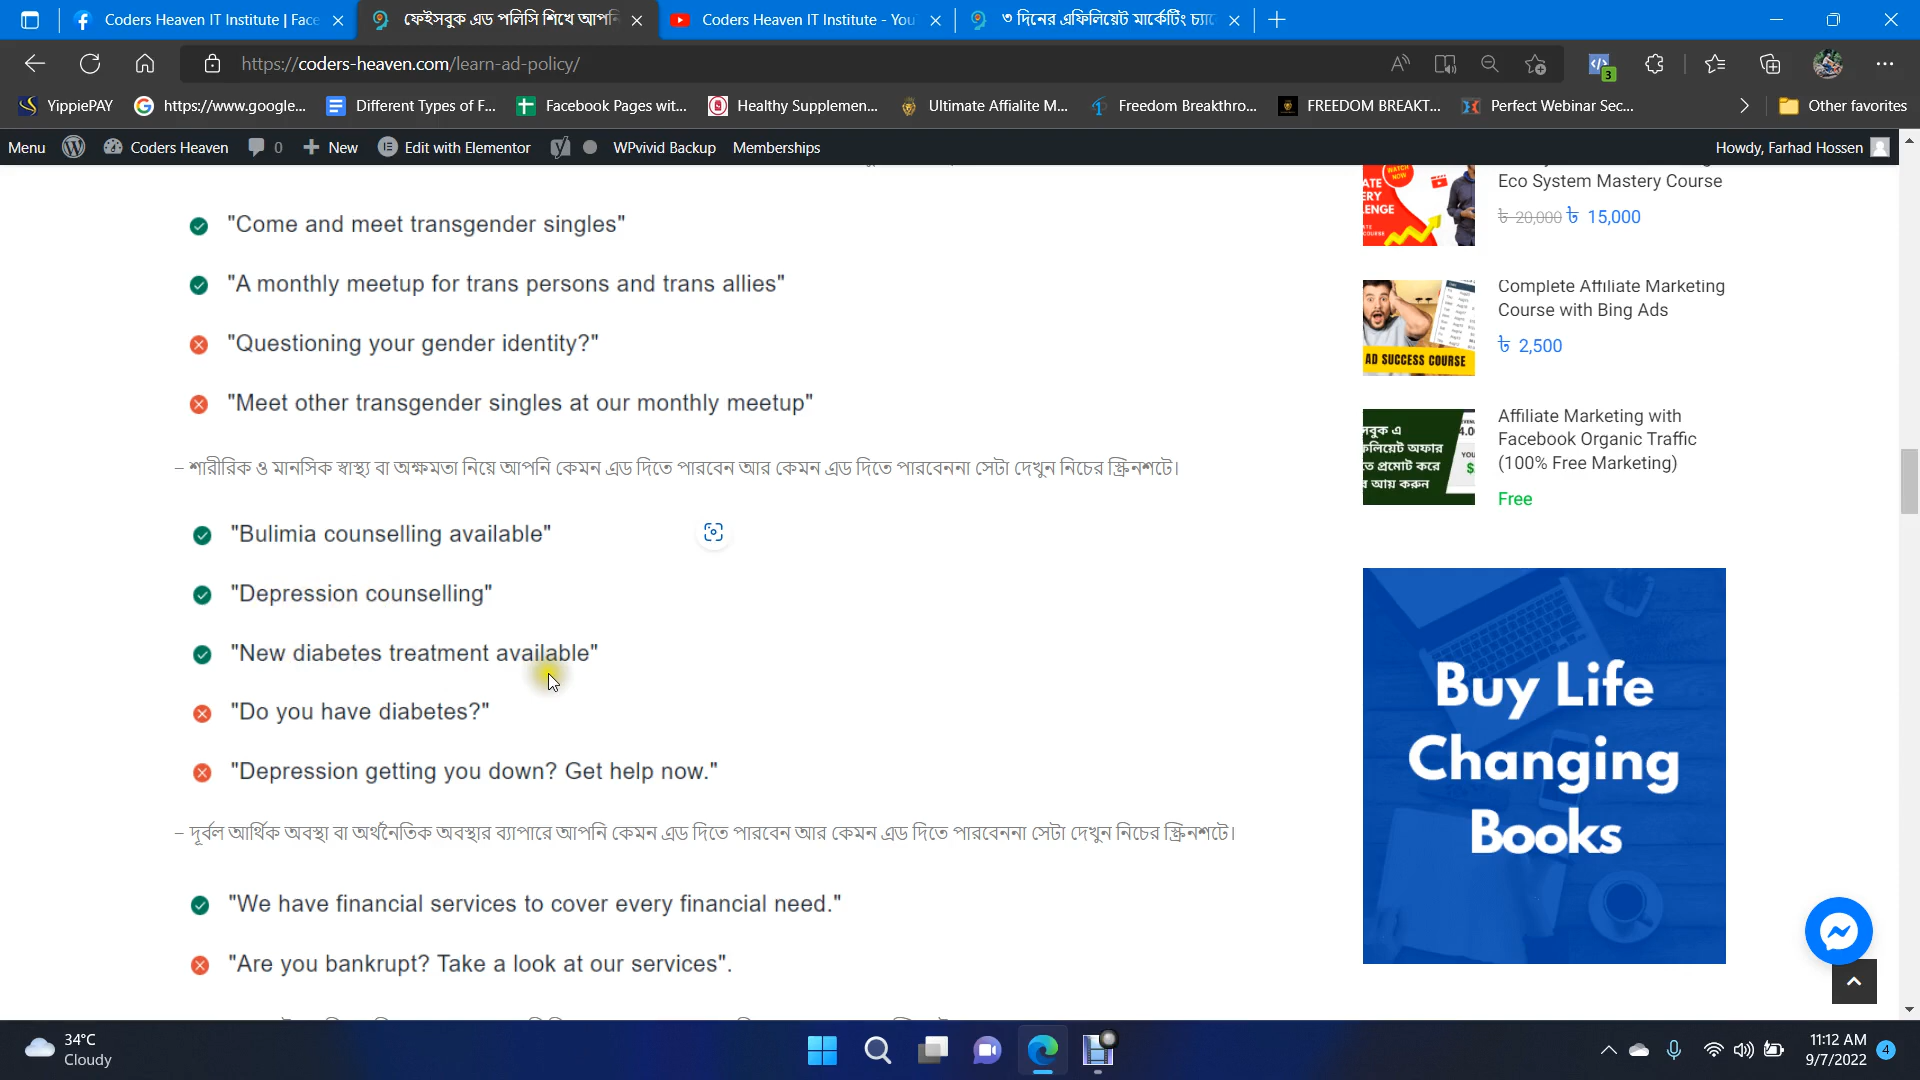 Coders Heaven IT Institute | Face
ফেইসবুক এড পলিসি শিখে আপনি
Coders Heaven IT Institute - You
৩ দিনের এফিলিয়েট মার্কেটিং চ্যা
https://coders-heaven.com/learn-ad-policy/
3
YippiePAY
https://www.google...
Different Types of F...
Facebook Pages wit...
Healthy Supplemen...
Ultimate Affialite M...
Freedom Breakthro...
FREEDOM BREAKT...
Perfect Webinar Sec...
Other favorites
Menu
Coders Heaven
0
New
Edit with Elementor
WPvivid Backup
Memberships
Howdy, Farhad Hossen
"Come and meet transgender singles"
"A monthly meetup for trans persons and trans allies"
"Questioning your gender identity?"
"Meet other transgender singles at our monthly meetup"
– শারীরিক ও মানসিক স্বাস্থ্য বা অক্ষমতা নিয়ে আপনি কেমন এড দিতে পারবেন আর কেমন এড দিতে পারবেননা সেটা দেখুন নিচের স্ক্রিনশটে।
"Bulimia counselling available"
"Depression counselling"
"New diabetes treatment available"
"Do you have diabetes?"
"Depression getting you down? Get help now."
– দূর্বল আর্থিক অবস্থা বা অর্থনৈতিক অবস্থার ব্যাপারে আপনি কেমন এড দিতে পারবেন আর কেমন এড দিতে পারবেননা সেটা দেখুন নিচের স্ক্রিনশটে।
"We have financial services to cover every financial need."
"Are you bankrupt? Take a look at our services".
WATCH NOW
Eco System Mastery Course
৳ 20,000 ৳ 15,000
AD SUCCESS COURSE
Complete Affiliate Marketing
Course with Bing Ads
৳ 2,500
Affiliate Marketing with
Facebook Organic Traffic
(100% Free Marketing)
Free
Buy Life
Changing
Books
34°C
Cloudy
11:12 AM
9/7/2022
4